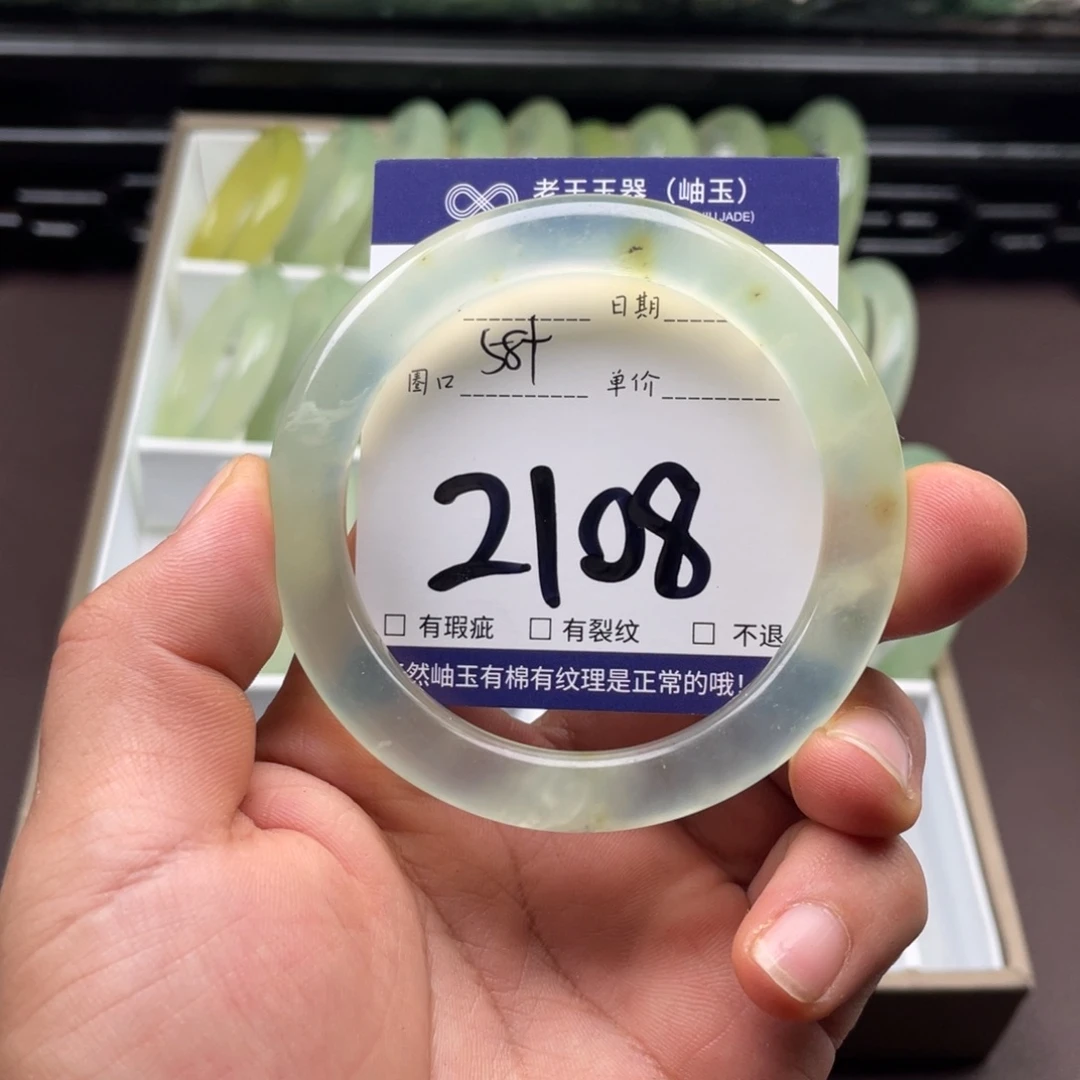 老王玉器（岫玉）
日期
58+
圈口 单价
2108
□ 有瑕疵 □ 有裂纹 □ 不退
然岫玉有棉有纹理是正常的哦！